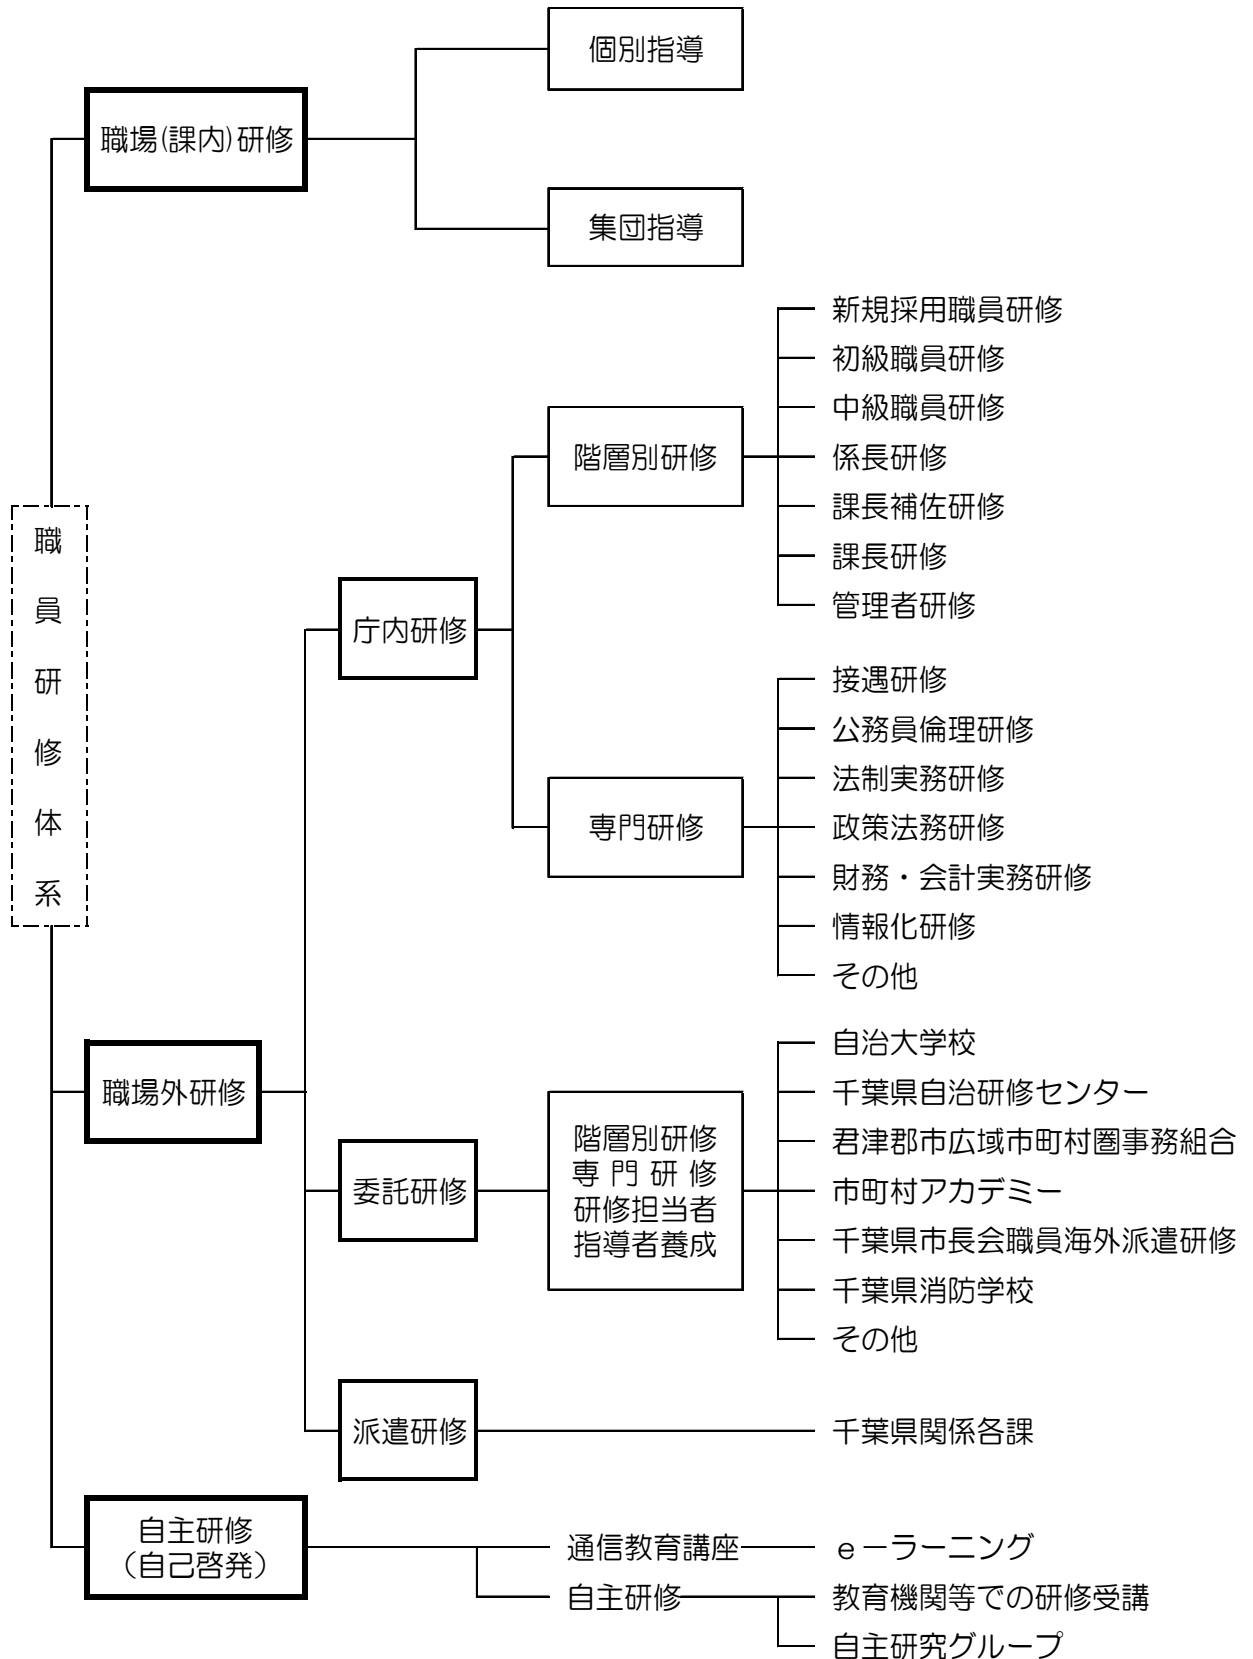 職員研修体系
職場(課内)研修
個別指導
集団指導
職場外研修
庁内研修
階層別研修
新規採用職員研修
初級職員研修
中級職員研修
係長研修
課長補佐研修
課長研修
管理者研修
専門研修
接遇研修
公務員倫理研修
法制実務研修
政策法務研修
財務・会計実務研修
情報化研修
その他
委託研修
階層別研修
専門研修
研修担当者
指導者養成
自治大学校
千葉県自治研修センター
君津郡市広域市町村圏事務組合
市町村アカデミー
千葉県市長会職員海外派遣研修
千葉県消防学校
その他
派遣研修
千葉県関係各課
自主研修
(自己啓発)
通信教育講座
e－ラーニング
自主研修
教育機関等での研修受講
自主研究グループ